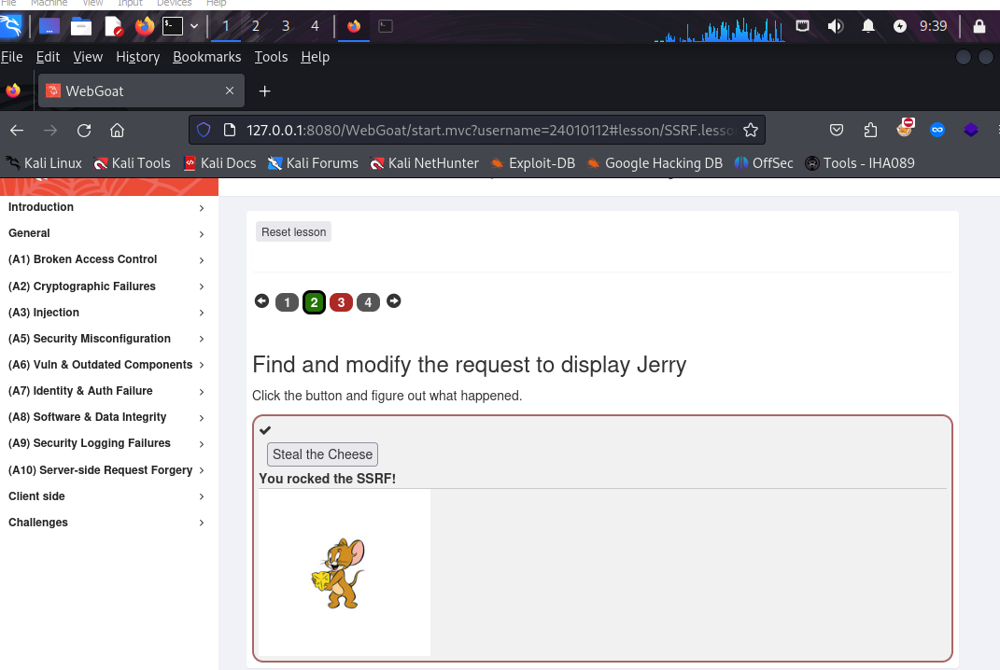 File Machine View Input Devices Help
1 2 3 4 9:39
File Edit View History Bookmarks Tools Help
WebGoat
127.0.0.1:8080/WebGoat/start.mvc?username=24010112#lesson/SSRF.lesso
Kali Linux Kali Tools Kali Docs Kali Forums Kali NetHunter Exploit-DB Google Hacking DB OffSec Tools - IHA089
Introduction
General
(A1) Broken Access Control
(A2) Cryptographic Failures
(A3) Injection
(A5) Security Misconfiguration
(A6) Vuln & Outdated Components
(A7) Identity & Auth Failure
(A8) Software & Data Integrity
(A9) Security Logging Failures
(A10) Server-side Request Forgery
Client side
Challenges
Reset lesson
1 2 3 4
Find and modify the request to display Jerry
Click the button and figure out what happened.
Steal the Cheese
You rocked the SSRF!